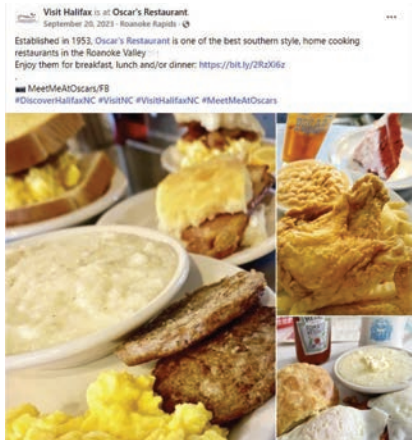 Visit Halifax is at Oscar's Restaurant.
September 20, 2023 · Roanoke Rapids ·
Established in 1953, Oscar's Restaurant is one of the best southern style, home cooking
restaurants in the Roanoke Valley
Enjoy them for breakfast, lunch and/or dinner: https://bit.ly/2RzXi6z
.
📷 MeetMeAtOscars/FB
#DiscoverHalifaxNC #VisitNC #VisitHalifaxNC #MeetMeAtOscars
HEINZ